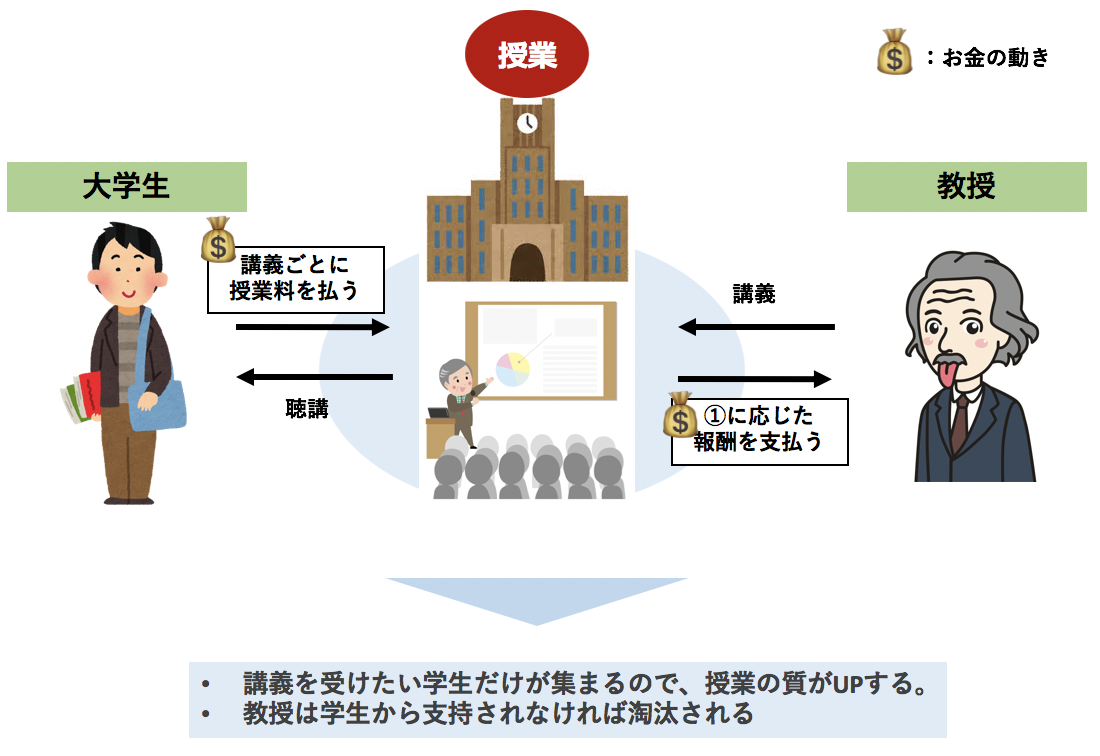 授業
$ ：お金の動き
大学生
教授
$
講義ごとに
授業料を払う
講義
聴講
$
①に応じた
報酬を支払う
• 講義を受けたい学生だけが集まるので、授業の質がUPする。
• 教授は学生から支持されなければ淘汰される